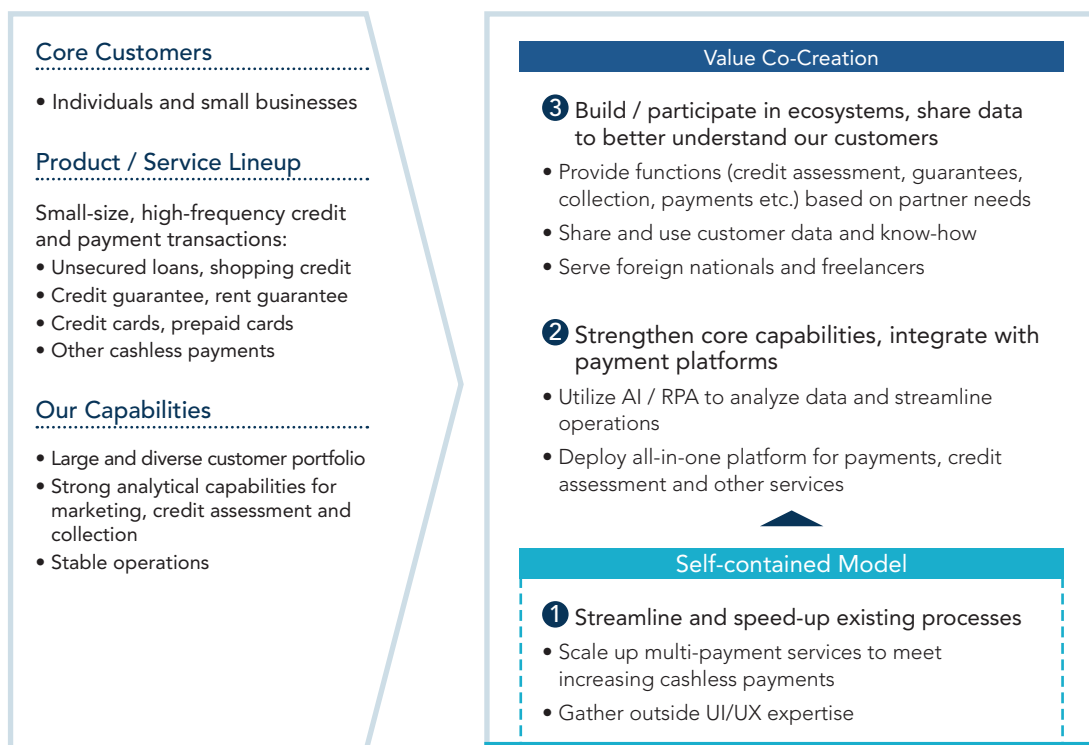 Core Customers
• Individuals and small businesses
Product / Service Lineup
Small-size, high-frequency credit
and payment transactions:
• Unsecured loans, shopping credit
• Credit guarantee, rent guarantee
• Credit cards, prepaid cards
• Other cashless payments
Our Capabilities
• Large and diverse customer portfolio
• Strong analytical capabilities for
marketing, credit assessment and
collection
• Stable operations
Value Co-Creation
3 Build / participate in ecosystems, share data
to better understand our customers
• Provide functions (credit assessment, guarantees,
collection, payments etc.) based on partner needs
• Share and use customer data and know-how
• Serve foreign nationals and freelancers
2 Strengthen core capabilities, integrate with
payment platforms
• Utilize AI / RPA to analyze data and streamline
operations
• Deploy all-in-one platform for payments, credit
assessment and other services
Self-contained Model
1 Streamline and speed-up existing processes
• Scale up multi-payment services to meet
increasing cashless payments
• Gather outside UI/UX expertise